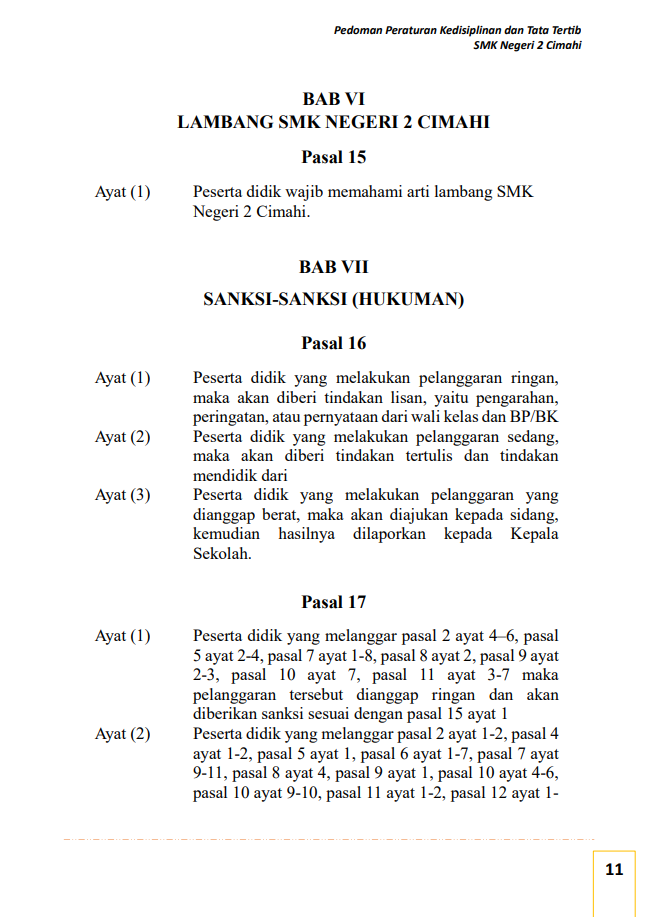 Pedoman Peraturan Kedisiplinan dan Tata Tertib
SMK Negeri 2 Cimahi
BAB VI
LAMBANG SMK NEGERI 2 CIMAHI
Pasal 15
Ayat (1) Peserta didik wajib memahami arti lambang SMK
Negeri 2 Cimahi.
BAB VII
SANKSI-SANKSI (HUKUMAN)
Pasal 16
Ayat (1) Peserta didik yang melakukan pelanggaran ringan,
maka akan diberi tindakan lisan, yaitu pengarahan,
peringatan, atau pernyataan dari wali kelas dan BP/BK
Ayat (2) Peserta didik yang melakukan pelanggaran sedang,
maka akan diberi tindakan tertulis dan tindakan
mendidik dari
Ayat (3) Peserta didik yang melakukan pelanggaran yang
dianggap berat, maka akan diajukan kepada sidang,
kemudian hasilnya dilaporkan kepada Kepala
Sekolah.
Pasal 17
Ayat (1) Peserta didik yang melanggar pasal 2 ayat 4–6, pasal
5 ayat 2-4, pasal 7 ayat 1-8, pasal 8 ayat 2, pasal 9 ayat
2-3, pasal 10 ayat 7, pasal 11 ayat 3-7 maka
pelanggaran tersebut dianggap ringan dan akan
diberikan sanksi sesuai dengan pasal 15 ayat 1
Ayat (2) Peserta didik yang melanggar pasal 2 ayat 1-2, pasal 4
ayat 1-2, pasal 5 ayat 1, pasal 6 ayat 1-7, pasal 7 ayat
9-11, pasal 8 ayat 4, pasal 9 ayat 1, pasal 10 ayat 4-6,
pasal 10 ayat 9-10, pasal 11 ayat 1-2, pasal 12 ayat 1-
11